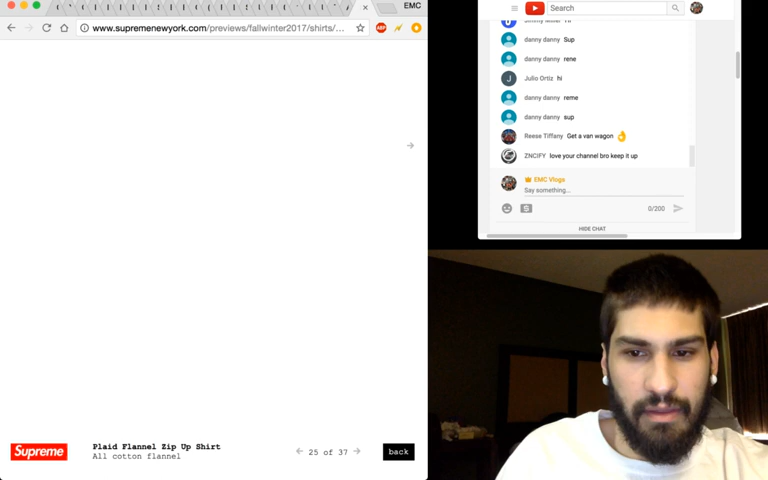 EMC
www.supremenewyork.com/previews/fallwinter2017/shirts/...
ABP
Supreme
Plaid Flannel Zip Up Shirt
All cotton flannel
25 of 37
back
Search
danny danny Sup
danny danny rene
J Julio Ortiz hi
danny danny reme
danny danny sup
Reese Tiffany Get a van wagon 👌
ZNCIFY love your channel bro keep it up
EMC Vlogs
Say something...
0/200
HIDE CHAT